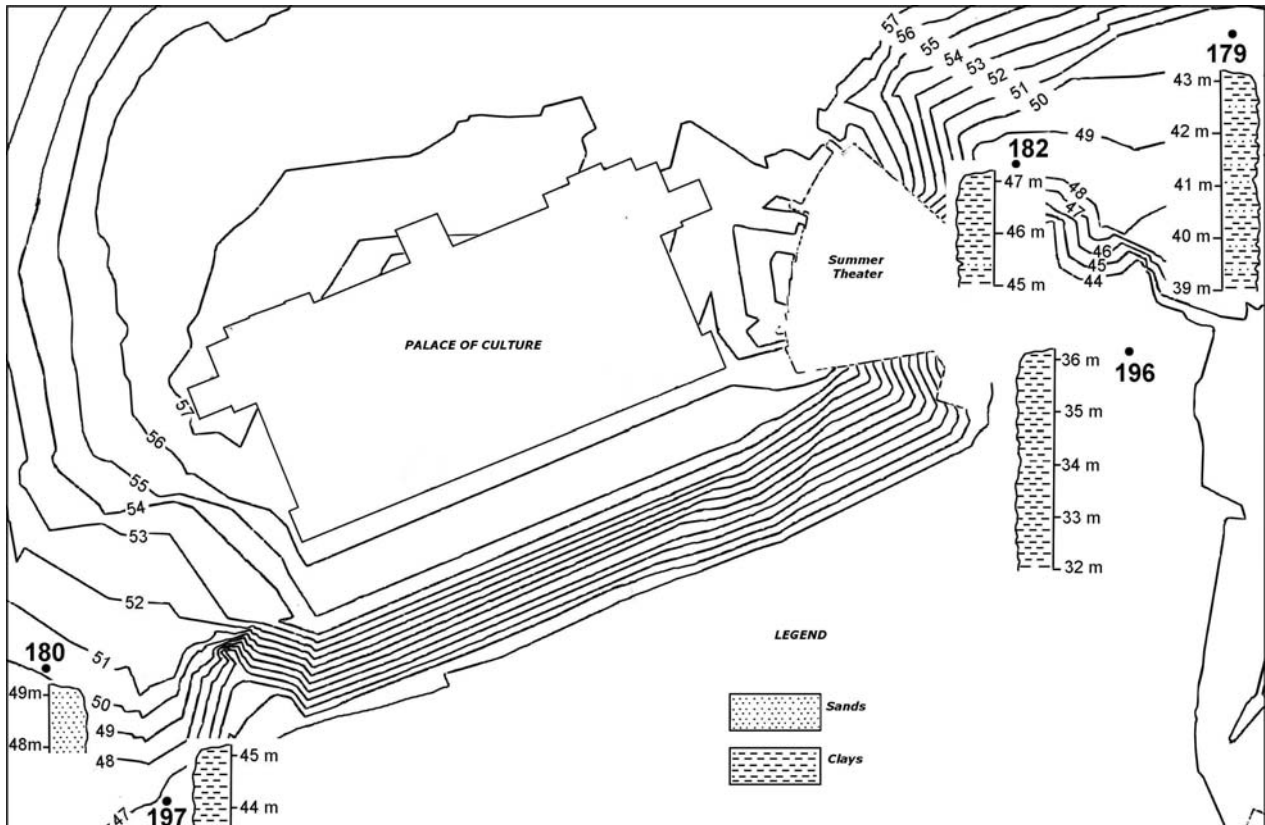 57
56
55
54
53
52
51
50
49
179
43 m
42 m
41 m
40 m
39 m
182
47 m
46 m
45 m
48
47
46
45
44
Summer
Theater
PALACE OF CULTURE
196
36 m
35 m
34 m
33 m
32 m
57
56
55
54
53
52
51
50
49
48
47
180
49m
48m
197
45 m
44 m
LEGEND
Sands
Clays